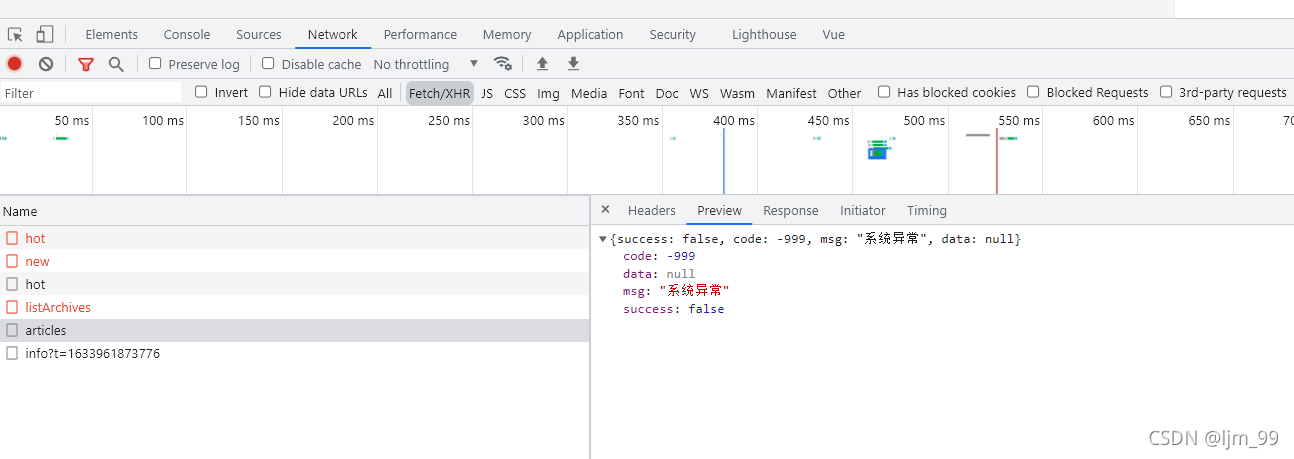 Elements Console Sources Network Performance Memory Application Security Lighthouse Vue
Preserve log Disable cache No throttling
Filter Invert Hide data URLs All Fetch/XHR JS CSS Img Media Font Doc WS Wasm Manifest Other Has blocked cookies Blocked Requests 3rd-party requests
50 ms 100 ms 150 ms 200 ms 250 ms 300 ms 350 ms 400 ms 450 ms 500 ms 550 ms 600 ms 650 ms 70
Name
hot
new
hot
listArchives
articles
info?t=1633961873776
× Headers Preview Response Initiator Timing
{success: false, code: -999, msg: "系统异常", data: null}
code: -999
data: null
msg: "系统异常"
success: false
CSDN @ljm_99